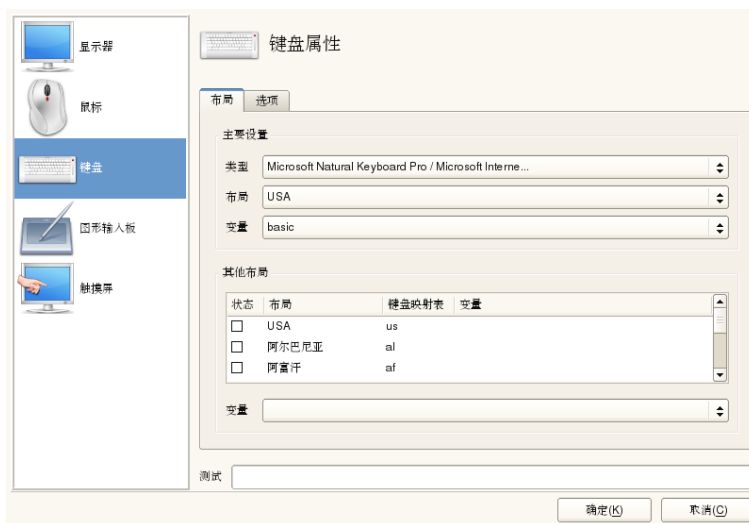 显示器
鼠标
键盘
图形输入板
触摸屏
键盘属性
布局 选项
主要设置
类型 Microsoft Natural Keyboard Pro / Microsoft Interne...
布局 USA
变量 basic
其他布局
状态 布局 键盘映射表 变量
USA us
阿尔巴尼亚 al
阿富汗 af
变量
测试
确定(K) 取消(C)